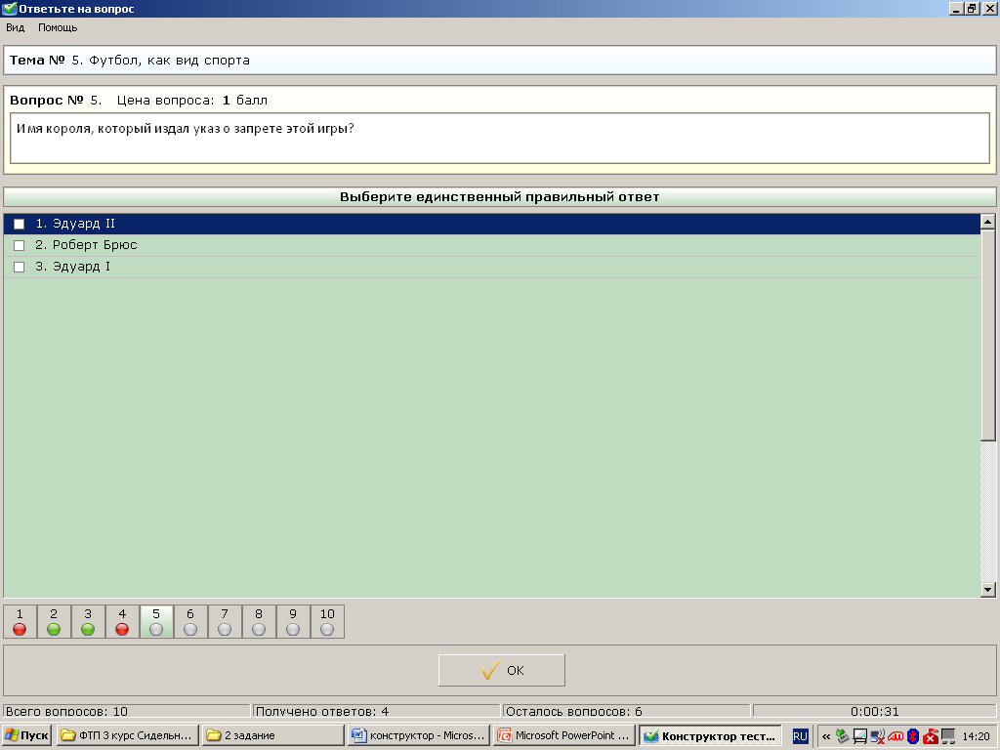 Ответьте на вопрос
Вид Помощь
Тема № 5. Футбол, как вид спорта
Вопрос № 5. Цена вопроса: 1 балл
Имя короля, который издал указ о запрете этой игры?
Выберите единственный правильный ответ
1. Эдуард II
2. Роберт Брюс
3. Эдуард I
1 2 3 4 5 6 7 8 9 10
OK
Всего вопросов: 10 Получено ответов: 4 Осталось вопросов: 6 0:00:31
Пуск ФТП 3 курс Сидельн... 2 задание конструктор - Micros... Microsoft PowerPoint ... Конструктор тест... RU « 14:20